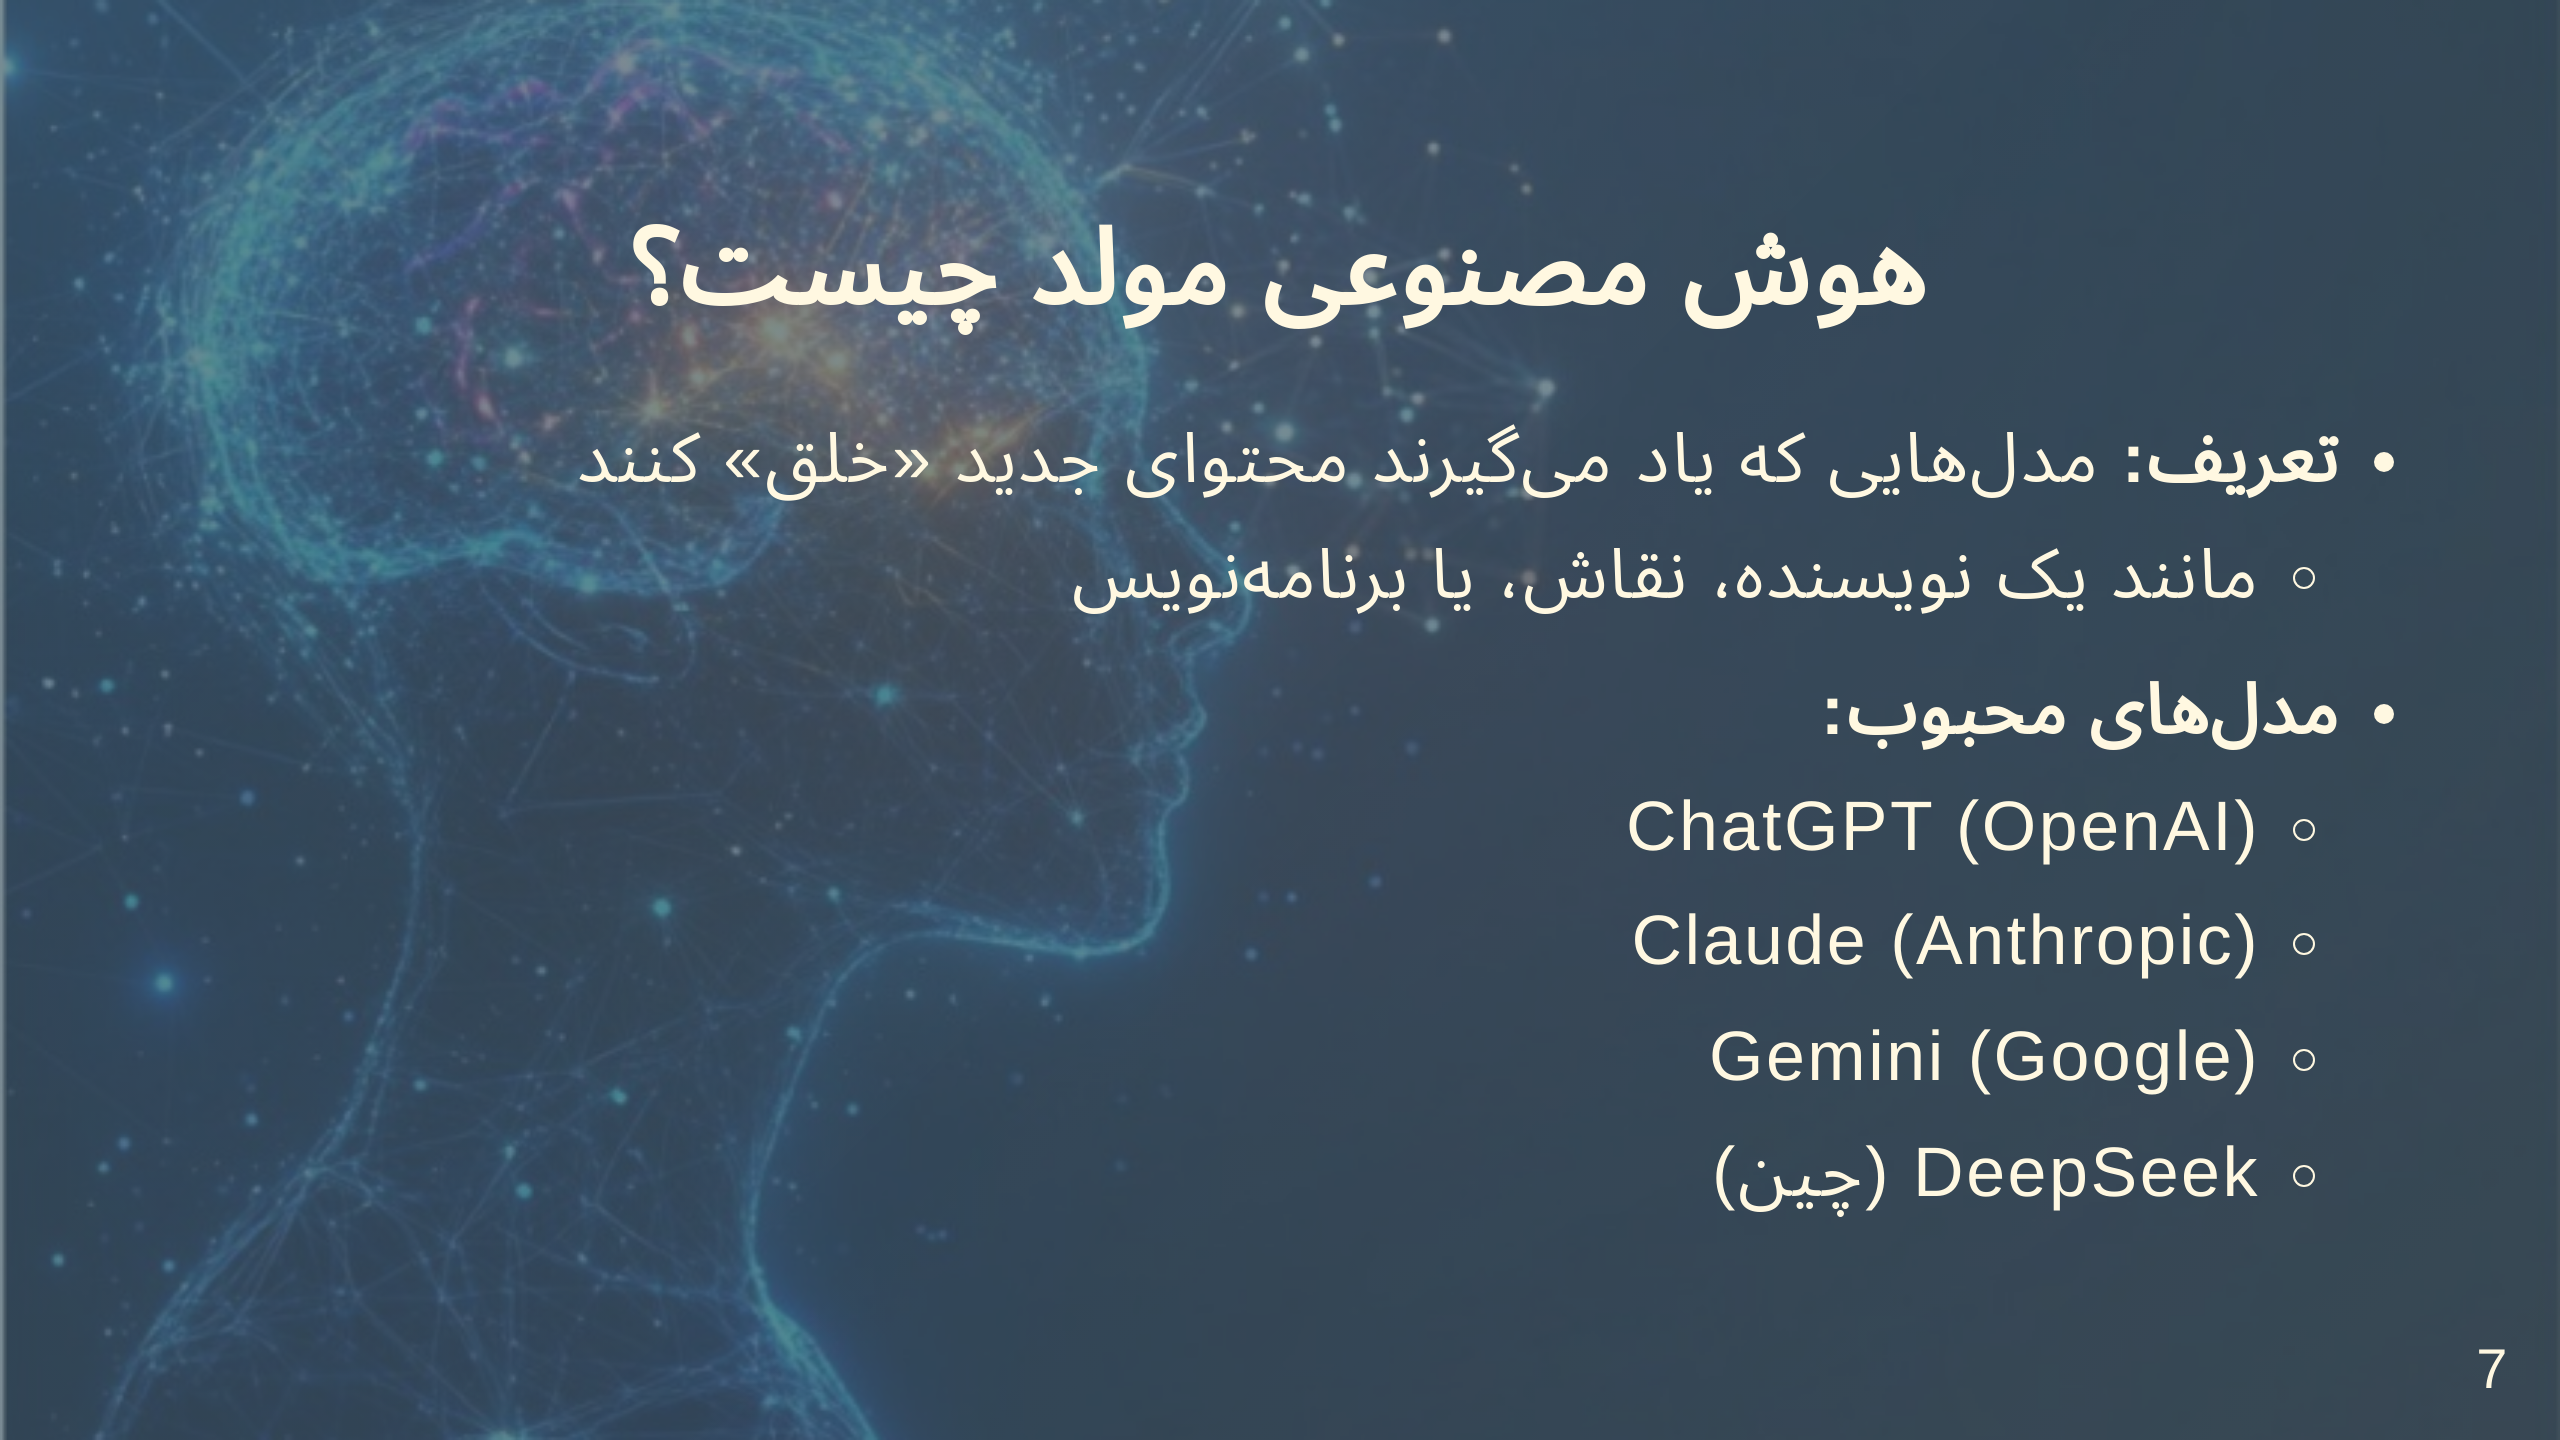 هوش مصنوعی مولد چیست؟
• تعریف: مدل‌هایی که یاد می‌گیرند محتوای جدید «خلق» کنند
◦ مانند یک نویسنده، نقاش، یا برنامه‌نویس
• مدل‌های محبوب:
◦ ChatGPT (OpenAI)
◦ Claude (Anthropic)
◦ Gemini (Google)
◦ DeepSeek (چین)
7